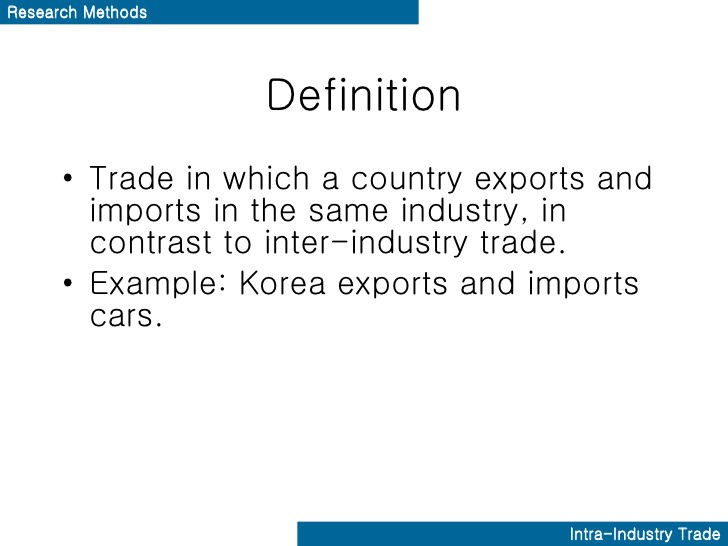 Research Methods
Definition
• Trade in which a country exports and
imports in the same industry, in
contrast to inter-industry trade.
• Example: Korea exports and imports
cars.
Intra-Industry Trade